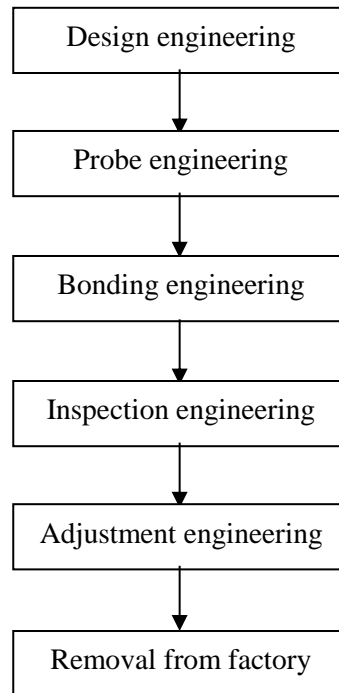 Design engineering
Probe engineering
Bonding engineering
Inspection engineering
Adjustment engineering
Removal from factory